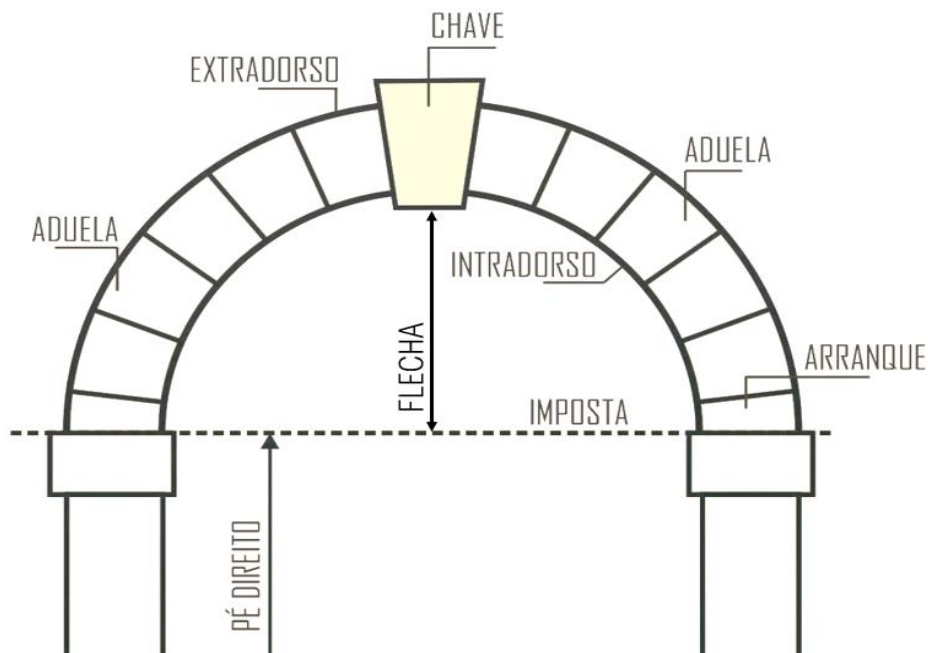 CHAVE
EXTRADORSO
ADUELA
ADUELA
INTRADORSO
FLECHA
ARRANQUE
IMPOSTA
PÉ DIREITO